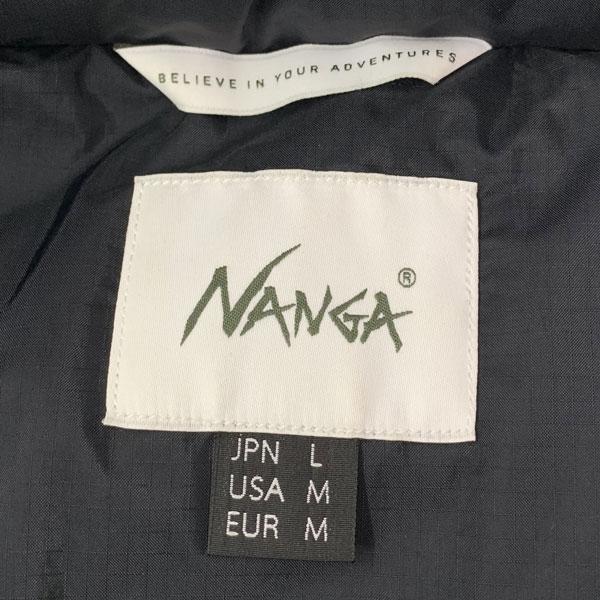 BELIEVE IN YOUR ADVENTURES
NANGA®
JPN L
USA M
EUR M